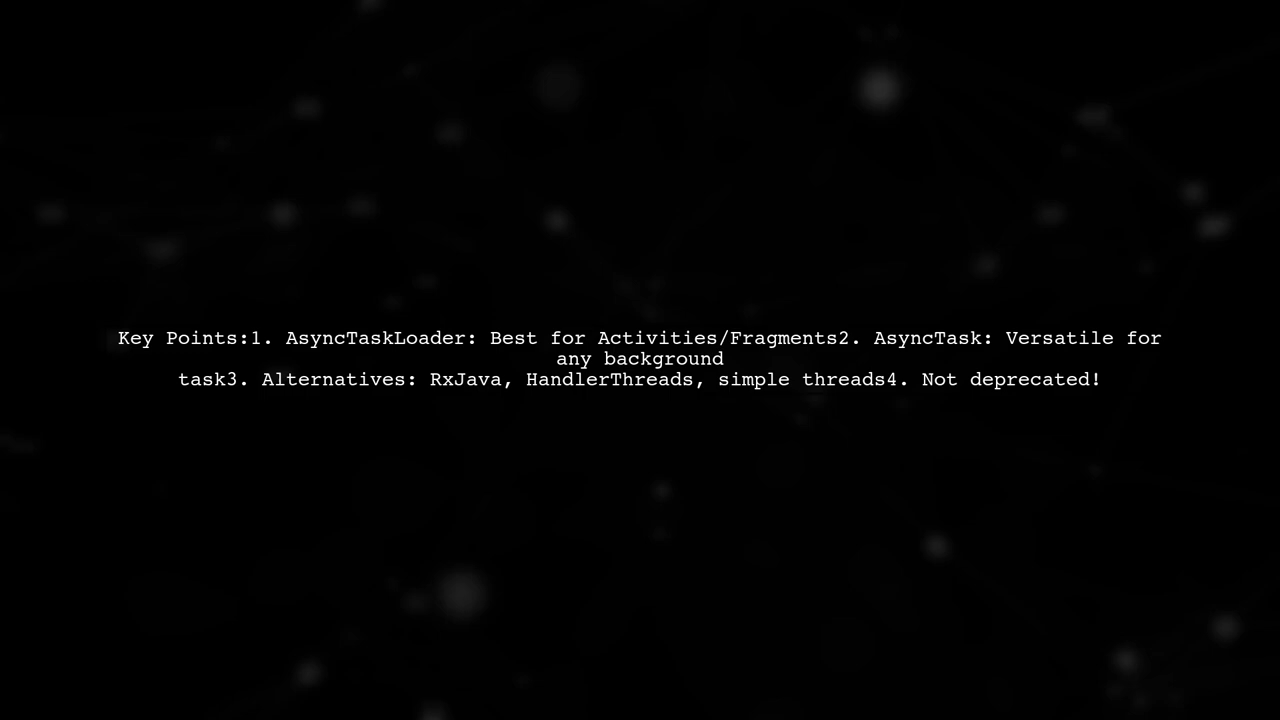 Key Points:1. AsyncTaskLoader: Best for Activities/Fragments2. AsyncTask: Versatile for
any background
task3. Alternatives: RxJava, HandlerThreads, simple threads4. Not deprecated!